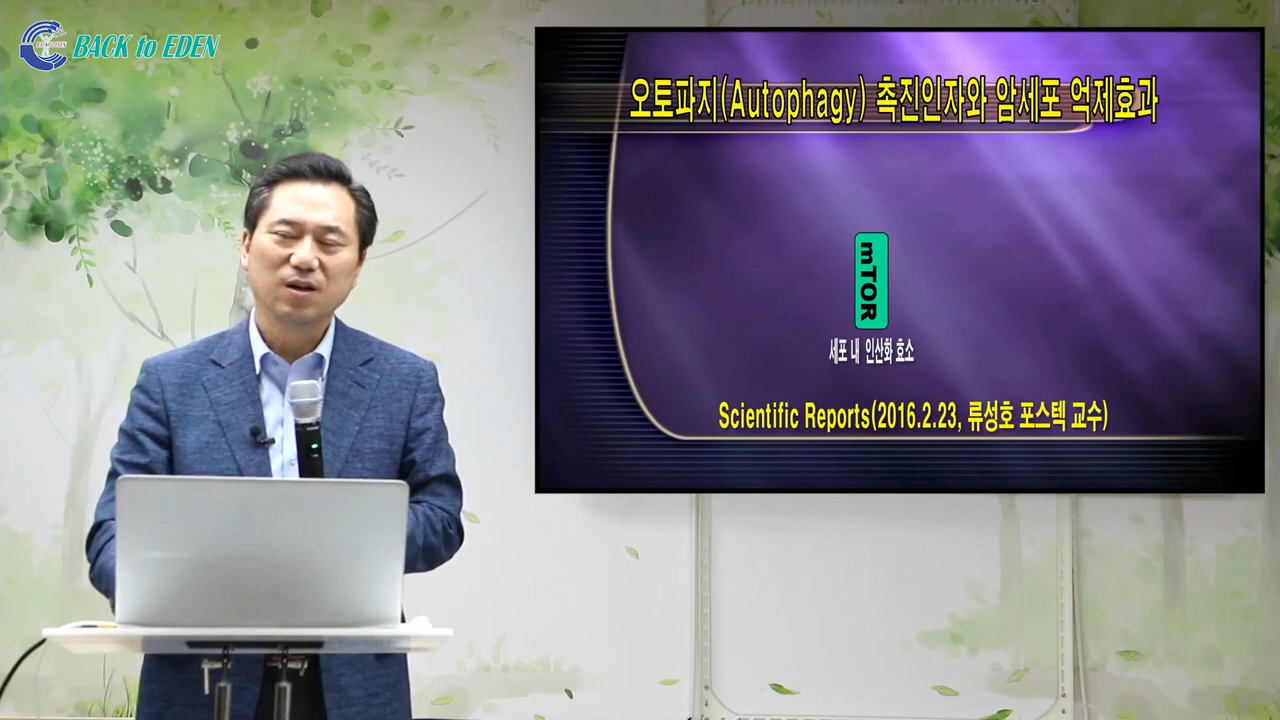 BACK to EDEN
오토파지(Autophagy) 촉진인자와 암세포 억제효과
mTOR
세포 내 인산화 효소
Scientific Reports(2016.2.23, 류성호 포스텍 교수)